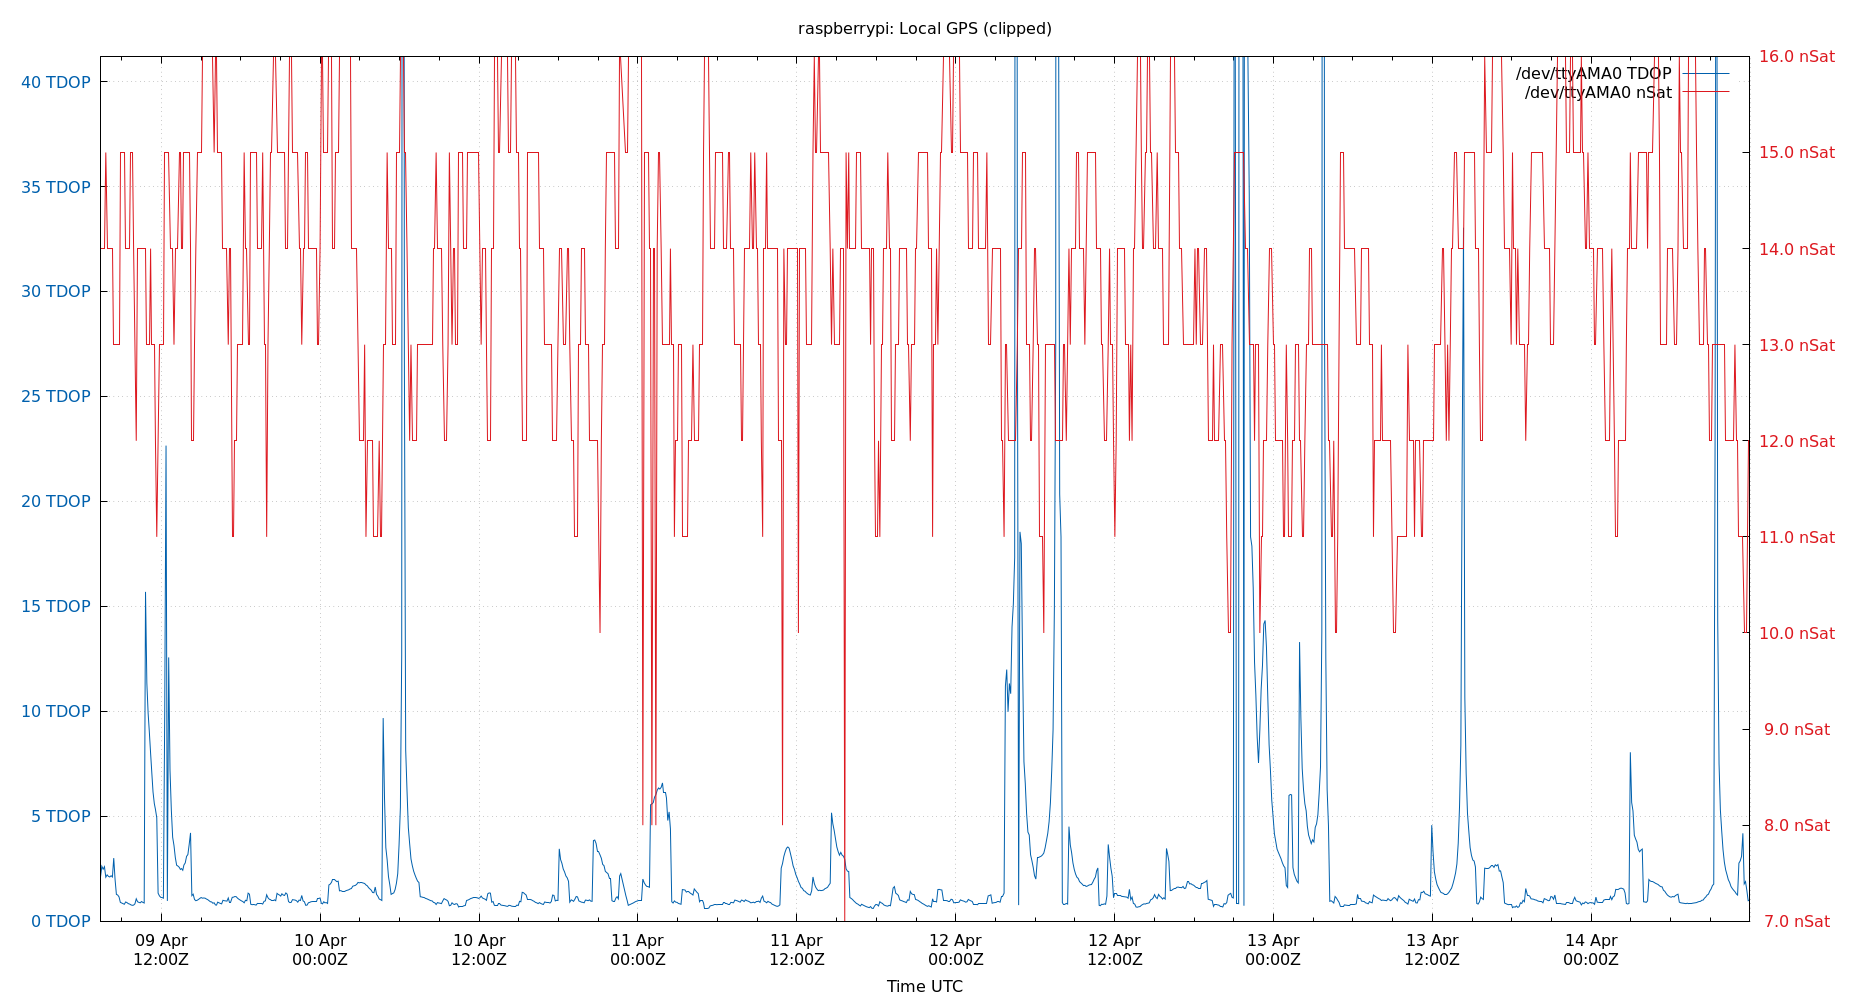 raspberrypi: Local GPS (clipped)
/dev/ttyAMA0 TDOP
/dev/ttyAMA0 nSat
40 TDOP
35 TDOP
30 TDOP
25 TDOP
20 TDOP
15 TDOP
10 TDOP
5 TDOP
0 TDOP
16.0 nSat
15.0 nSat
14.0 nSat
13.0 nSat
12.0 nSat
11.0 nSat
10.0 nSat
9.0 nSat
8.0 nSat
7.0 nSat
09 Apr
12:00Z
10 Apr
00:00Z
10 Apr
12:00Z
11 Apr
00:00Z
11 Apr
12:00Z
12 Apr
00:00Z
12 Apr
12:00Z
13 Apr
00:00Z
13 Apr
12:00Z
14 Apr
00:00Z
Time UTC